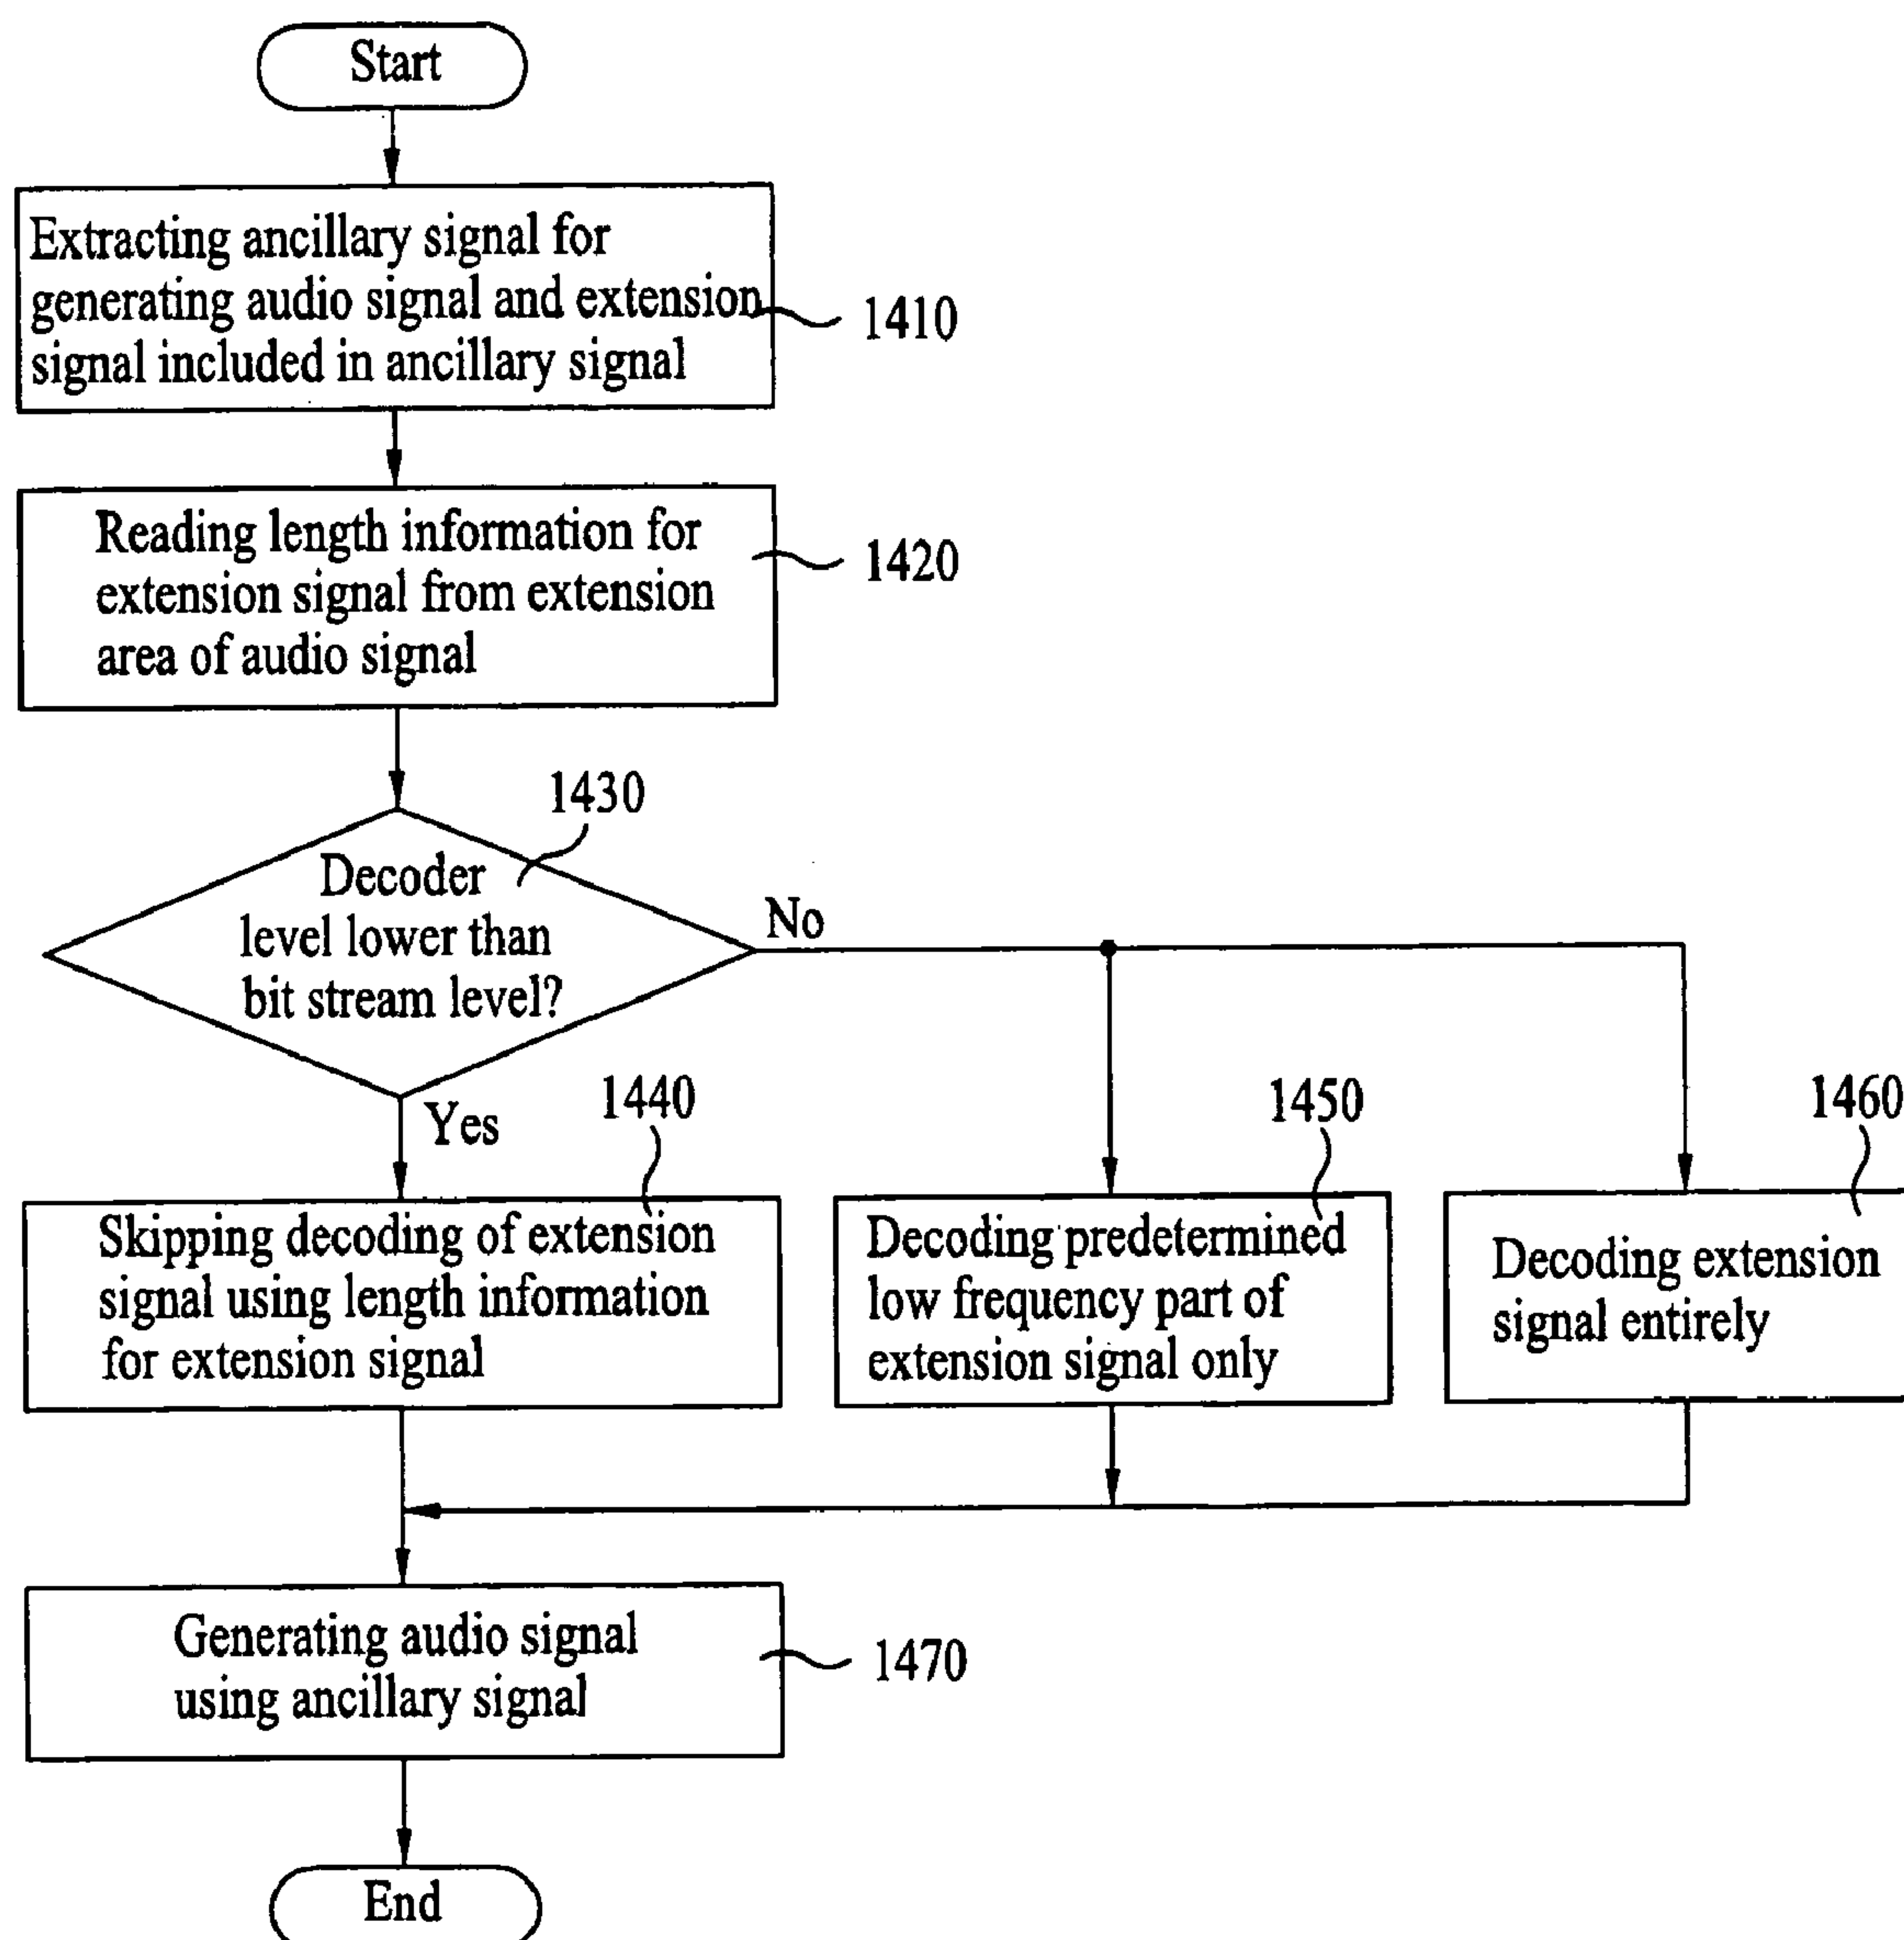 Start
Extracting ancillary signal for
generating audio signal and extension
signal included in ancillary signal
1410
Reading length information for
extension signal from extension
area of audio signal
1420
1430
Decoder
level lower than
bit stream level?
No
Yes
1440
Skipping decoding of extension
signal using length information
for extension signal
1450
Decoding predetermined
low frequency part of
extension signal only
1460
Decoding extension
signal entirely
Generating audio signal
using ancillary signal
1470
End